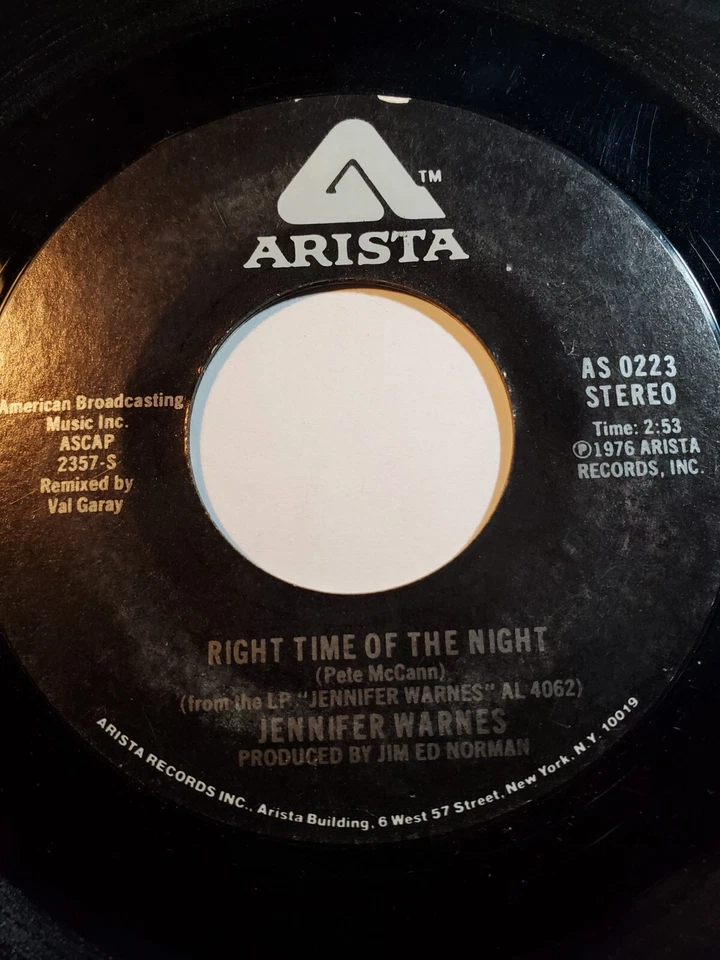 TM
ARISTA
American Broadcasting
Music Inc.
ASCAP
2357-S
Remixed by
Val Garay
AS 0223
STEREO
Time: 2:53
Ⓟ1976 ARISTA
RECORDS, INC.
RIGHT TIME OF THE NIGHT
(Pete McCann)
(from the LP "JENNIFER WARNES" AL 4062)
JENNIFER WARNES
PRODUCED BY JIM ED NORMAN
ARISTA RECORDS INC., Arista Building, 6 West 57 Street, New York, N.Y. 10019